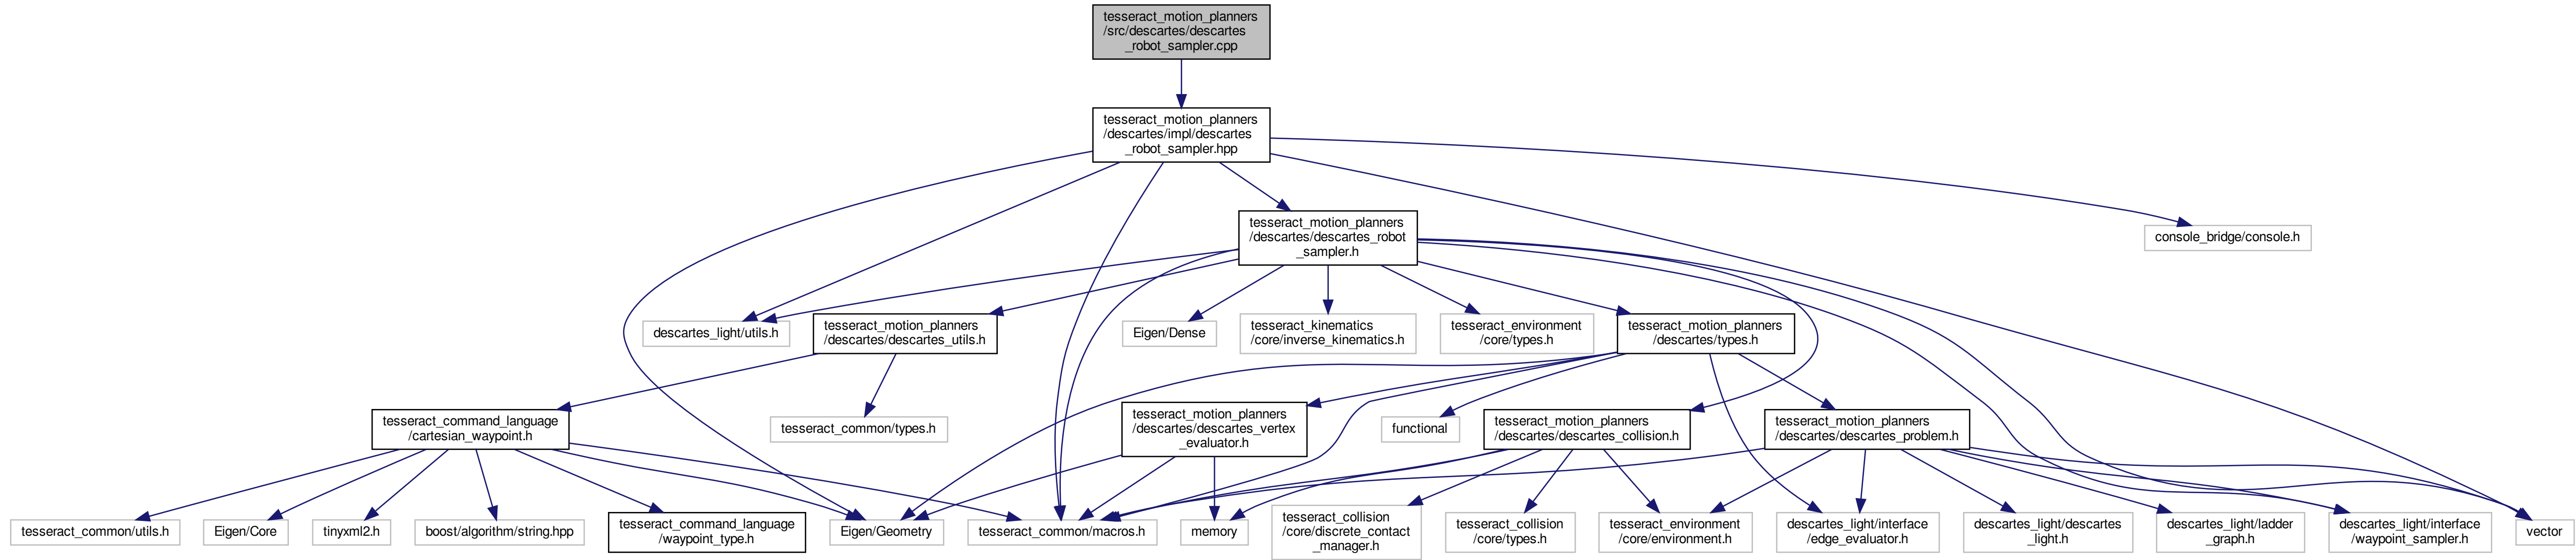 tesseract_motion_planners
/src/descartes/descartes
_robot_sampler.cpp
tesseract_motion_planners
/descartes/impl/descartes
_robot_sampler.hpp
tesseract_motion_planners
/descartes/descartes_robot
_sampler.h
console_bridge/console.h
descartes_light/utils.h
tesseract_motion_planners
/descartes/descartes_utils.h
Eigen/Dense
tesseract_kinematics
/core/inverse_kinematics.h
tesseract_environment
/core/types.h
tesseract_motion_planners
/descartes/types.h
tesseract_command_language
/cartesian_waypoint.h
tesseract_common/types.h
tesseract_motion_planners
/descartes/descartes_vertex
_evaluator.h
functional
tesseract_motion_planners
/descartes/descartes_collision.h
tesseract_motion_planners
/descartes/descartes_problem.h
tesseract_common/utils.h
Eigen/Core
tinyxml2.h
boost/algorithm/string.hpp
tesseract_command_language
/waypoint_type.h
Eigen/Geometry
tesseract_common/macros.h
memory
tesseract_collision
/core/discrete_contact
_manager.h
tesseract_collision
/core/types.h
tesseract_environment
/core/environment.h
descartes_light/interface
/edge_evaluator.h
descartes_light/descartes
_light.h
descartes_light/ladder
_graph.h
descartes_light/interface
/waypoint_sampler.h
vector